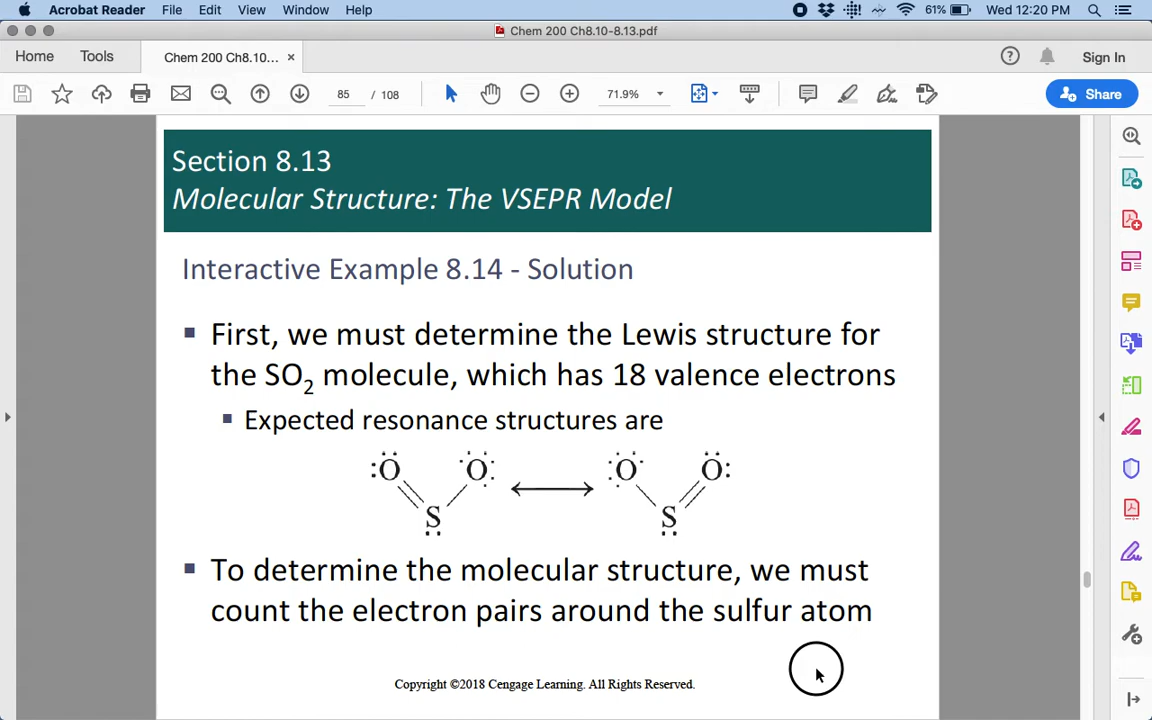 Acrobat Reader File Edit View Window Help 61% Wed 12:20 PM
Chem 200 Ch8.10-8.13.pdf
Home Tools Chem 200 Ch8.10... × Sign In
85 / 108 71.9% Share
Section 8.13
Molecular Structure: The VSEPR Model
Interactive Example 8.14 - Solution
▪ First, we must determine the Lewis structure for
the SO₂ molecule, which has 18 valence electrons
▪ Expected resonance structures are
O O O O
S S
▪ To determine the molecular structure, we must
count the electron pairs around the sulfur atom
Copyright ©2018 Cengage Learning. All Rights Reserved.